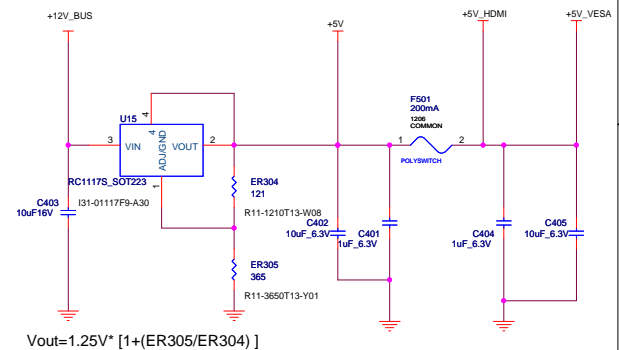 +12V_BUS
+5V
+5V_HDMI
+5V_VESA
F501
200mA
1206
COMMON
1
2
POLYSWITCH
U15
4
4
3
VIN
ADJ/GND
VOUT
2
1
RC1117S_SOT223
I31-01117F9-A30
C403
10uF16V
ER304
121
R11-1210T13-W08
ER305
365
R11-3650T13-Y01
C402
10uF_6.3V
C401
1uF_6.3V
C404
1uF_6.3V
C405
10uF_6.3V
Vout=1.25V* [1+(ER305/ER304) ]